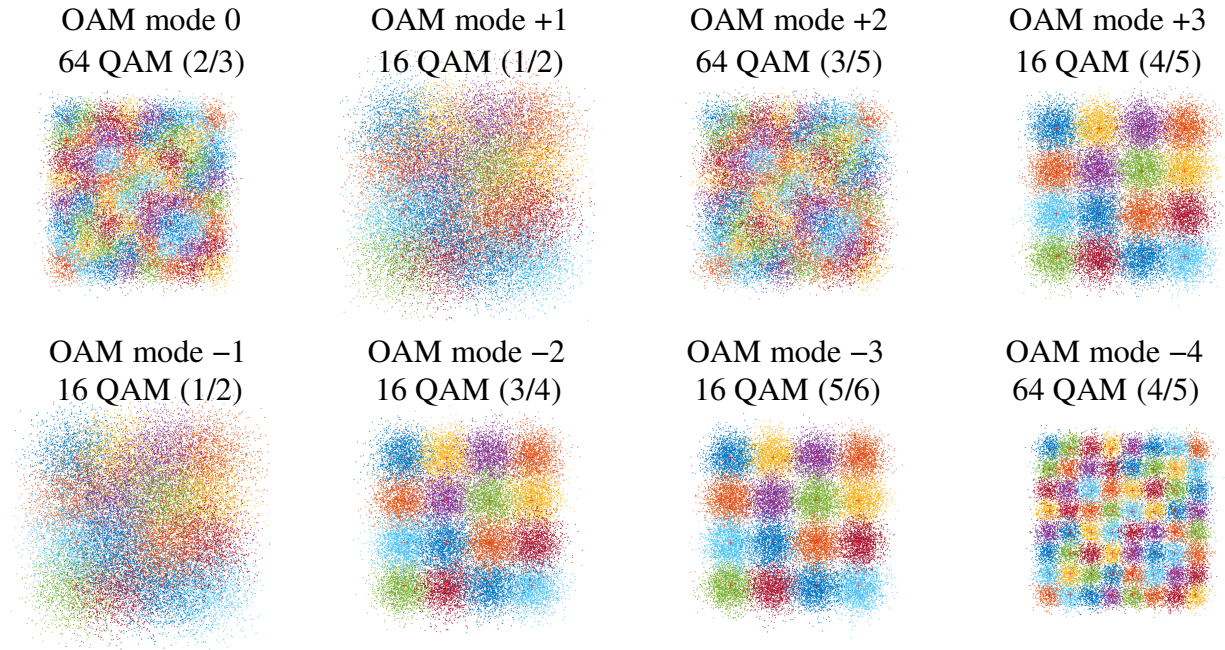 OAM mode 0
64 QAM (2/3)
OAM mode +1
16 QAM (1/2)
OAM mode +2
64 QAM (3/5)
OAM mode +3
16 QAM (4/5)
OAM mode −1
16 QAM (1/2)
OAM mode −2
16 QAM (3/4)
OAM mode −3
16 QAM (5/6)
OAM mode −4
64 QAM (4/5)